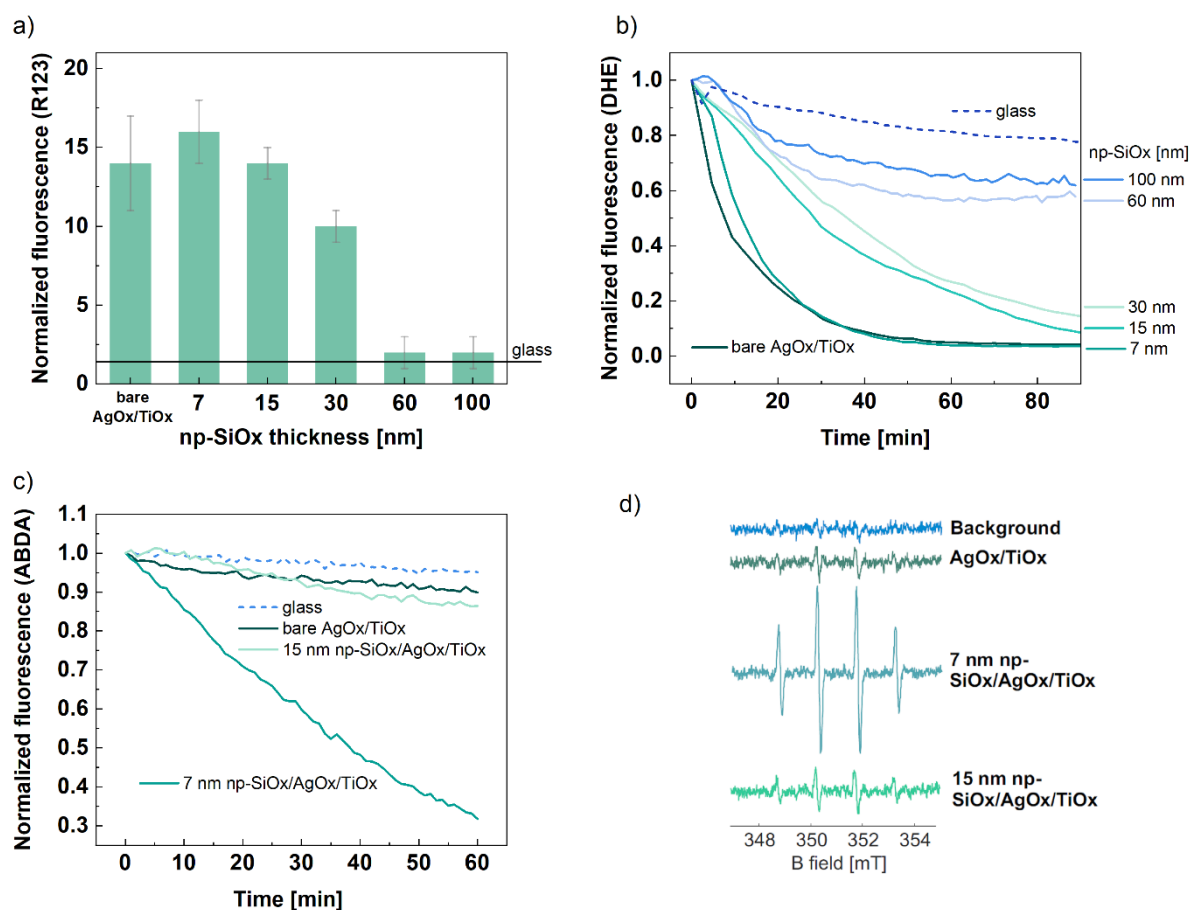 a)
Normalized fluorescence (R123)
20
15
10
5
0
glass
bare
AgOx/TiOx
7
15
30
60
100
np-SiOx thickness [nm]
b)
Normalized fluorescence (DHE)
1.0
0.8
0.6
0.4
0.2
0.0
glass
np-SiOx [nm]
100 nm
60 nm
30 nm
15 nm
7 nm
bare AgOx/TiOx
0
20
40
60
80
Time [min]
c)
Normalized fluorescence (ABDA)
1.1
1.0
0.9
0.8
0.7
0.6
0.5
0.4
0.3
glass
bare AgOx/TiOx
15 nm np-SiOx/AgOx/TiOx
7 nm np-SiOx/AgOx/TiOx
0
10
20
30
40
50
60
Time [min]
d)
Background
AgOx/TiOx
7 nm np-
SiOx/AgOx/TiOx
15 nm np-
SiOx/AgOx/TiOx
348
350
352
354
B field [mT]